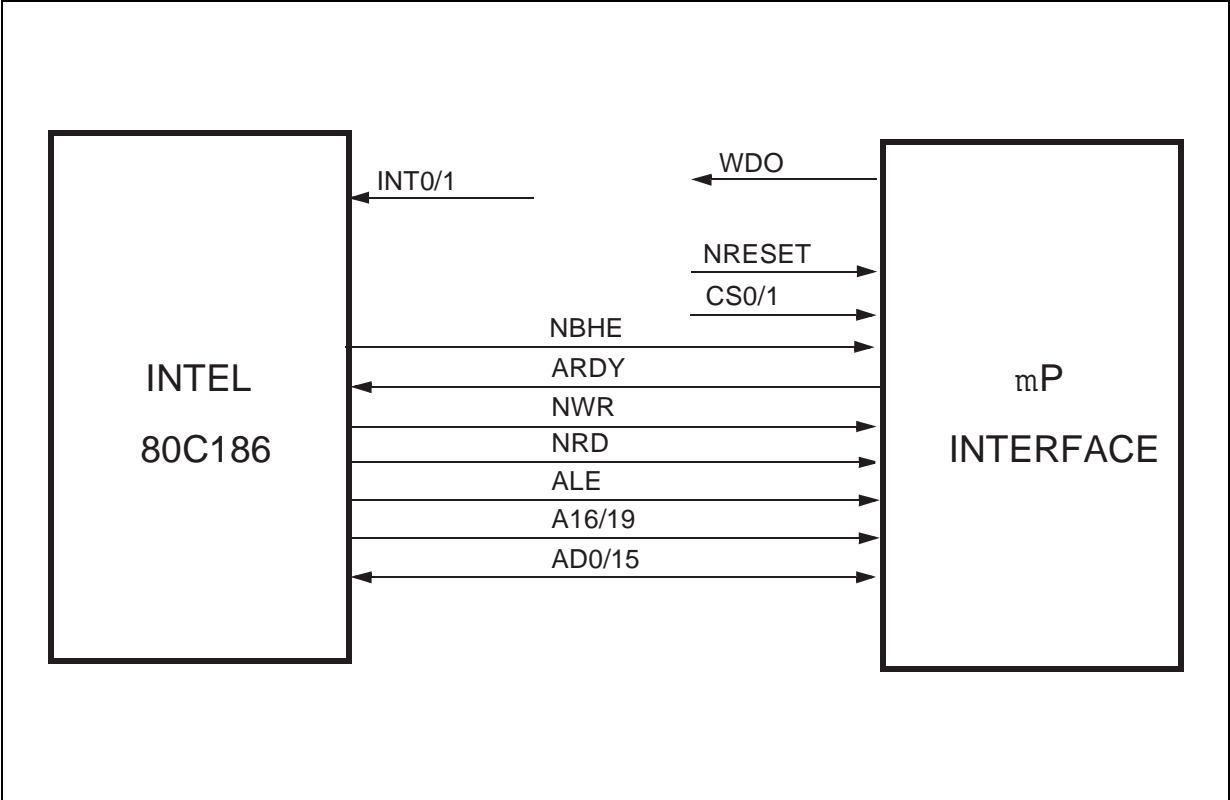 WDO
INT0/1
NRESET
CS0/1
NBHE
ARDY
INTEL
80C186
mP
INTERFACE
NWR
NRD
ALE
A16/19
AD0/15